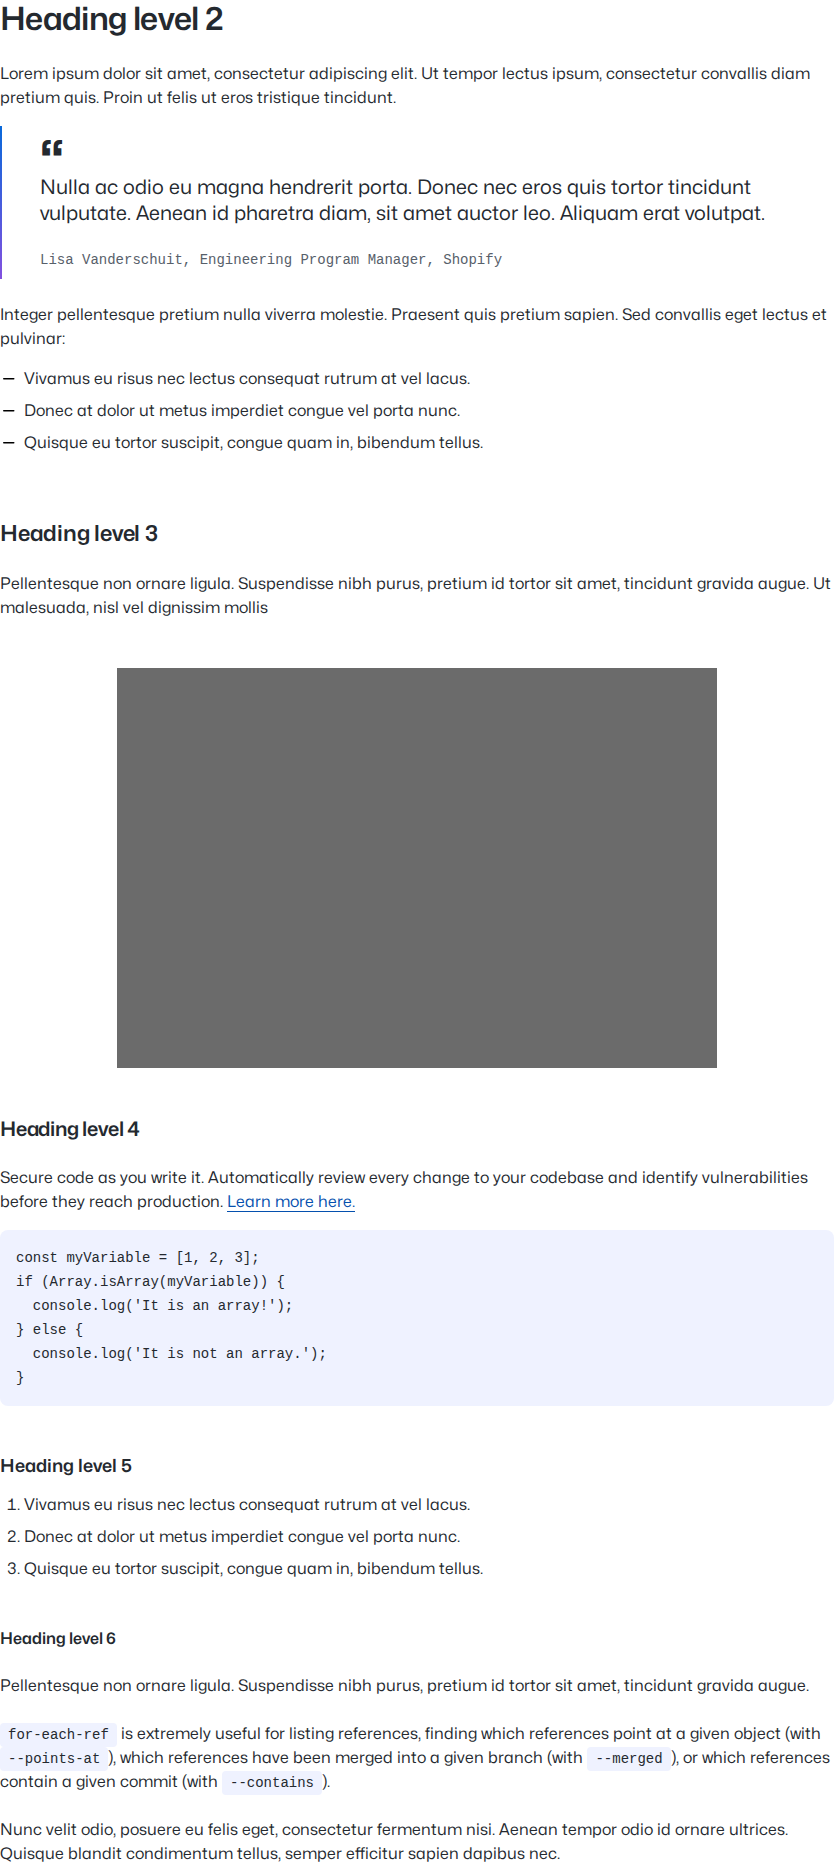 Heading level 2
Lorem ipsum dolor sit amet, consectetur adipiscing elit. Ut tempor lectus ipsum, consectetur convallis diam
pretium quis. Proin ut felis ut eros tristique tincidunt.
“
Nulla ac odio eu magna hendrerit porta. Donec nec eros quis tortor tincidunt
vulputate. Aenean id pharetra diam, sit amet auctor leo. Aliquam erat volutpat.
Lisa Vanderschuit, Engineering Program Manager, Shopify
Integer pellentesque pretium nulla viverra molestie. Praesent quis pretium sapien. Sed convallis eget lectus et
pulvinar:
— Vivamus eu risus nec lectus consequat rutrum at vel lacus.
— Donec at dolor ut metus imperdiet congue vel porta nunc.
— Quisque eu tortor suscipit, congue quam in, bibendum tellus.
Heading level 3
Pellentesque non ornare ligula. Suspendisse nibh purus, pretium id tortor sit amet, tincidunt gravida augue. Ut
malesuada, nisl vel dignissim mollis
Heading level 4
Secure code as you write it. Automatically review every change to your codebase and identify vulnerabilities
before they reach production. Learn more here.
const myVariable = [1, 2, 3];
if (Array.isArray(myVariable)) {
  console.log('It is an array!');
} else {
  console.log('It is not an array.');
}
Heading level 5
1. Vivamus eu risus nec lectus consequat rutrum at vel lacus.
2. Donec at dolor ut metus imperdiet congue vel porta nunc.
3. Quisque eu tortor suscipit, congue quam in, bibendum tellus.
Heading level 6
Pellentesque non ornare ligula. Suspendisse nibh purus, pretium id tortor sit amet, tincidunt gravida augue.
for-each-ref is extremely useful for listing references, finding which references point at a given object (with
--points-at ), which references have been merged into a given branch (with --merged ), or which references
contain a given commit (with --contains ).
Nunc velit odio, posuere eu felis eget, consectetur fermentum nisi. Aenean tempor odio id ornare ultrices.
Quisque blandit condimentum tellus, semper efficitur sapien dapibus nec.